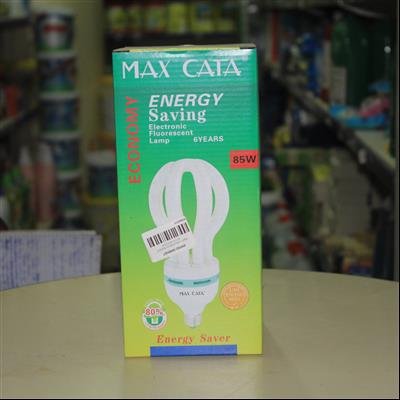 MAX CATA
ECONOMY
ENERGY
Saving
Electronic
Fluorescent
Lamp
6YEARS
85W
MAX CATA
80%
Energy Saver